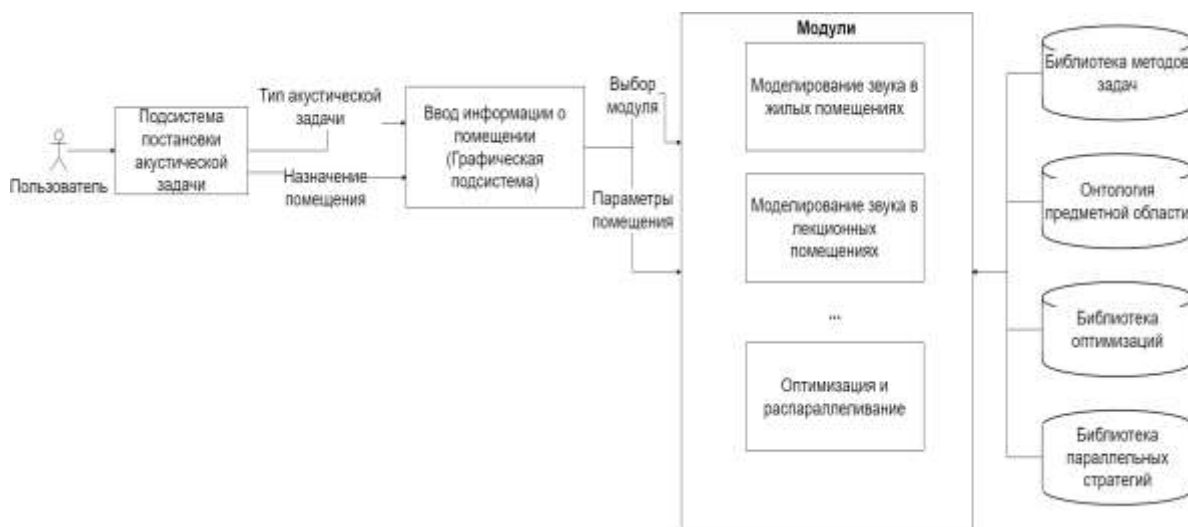 Пользователь
Подсистема
постановки
акустической
задачи
Тип акустической
задачи
Назначение
помещения
Ввод информации о
помещении
(Графическая
подсистема)
Выбор
модуля
Параметры
помещения
Модули
Моделирование звука в
жилых помещениях
Моделирование звука в
лекционных
помещениях
...
Оптимизация и
распараллеливание
Библиотека методов
задач
Онтология
предметной области
Библиотека
оптимизаций
Библиотека
параллельных
стратегий